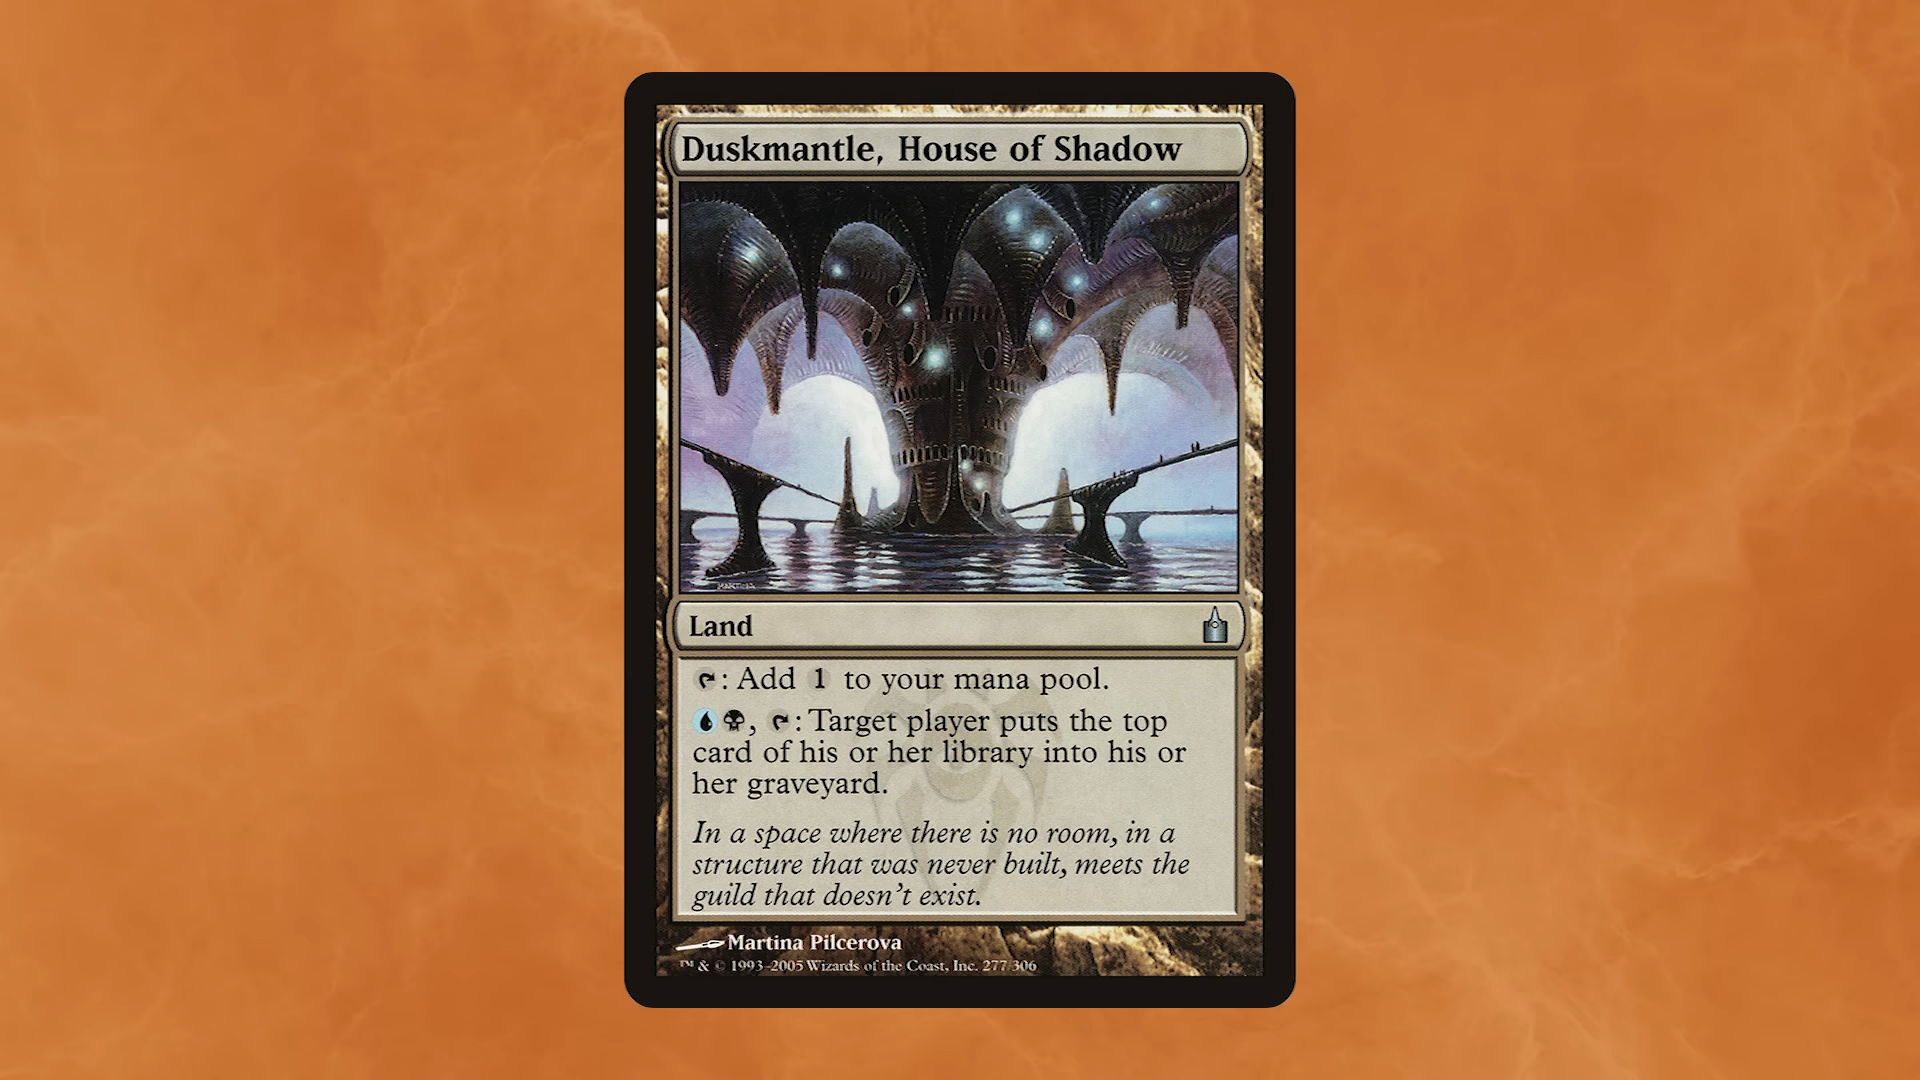 Duskmantle, House of Shadow
MARTINA
Land
: Add 1 to your mana pool.
, : Target player puts the top
card of his or her library into his or
her graveyard.
In a space where there is no room, in a
structure that was never built, meets the
guild that doesn't exist.
Martina Pilcerova
™ & © 1993–2005 Wizards of the Coast, Inc. 277/306